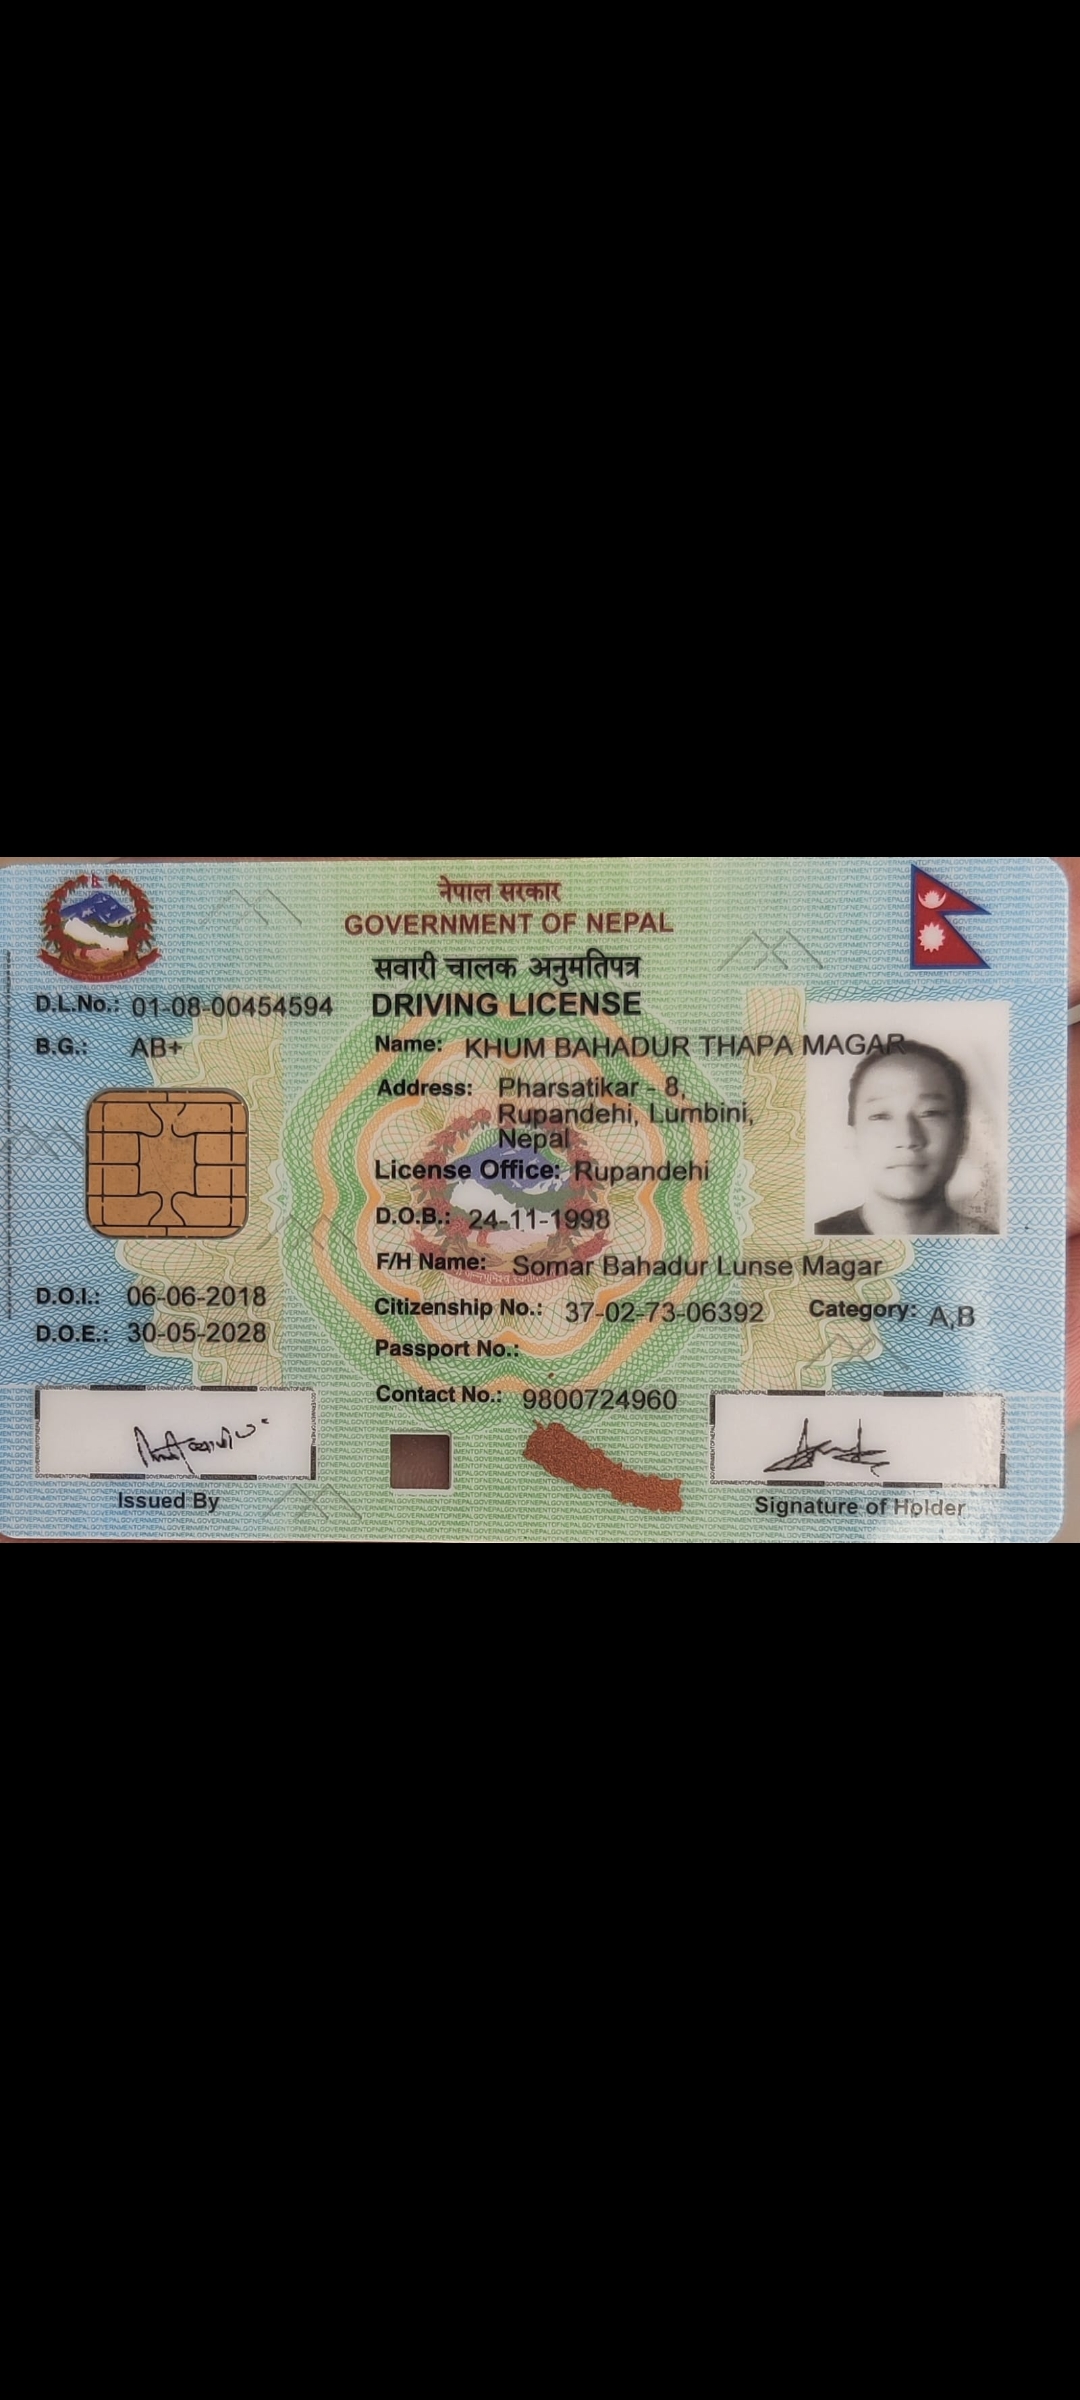 नेपाल सरकार
GOVERNMENT OF NEPAL
सवारी चालक अनुमतिपत्र
D.L.No.: 01-08-00454594
DRIVING LICENSE
B.G.: AB+
Name: KHUM BAHADUR THAPA MAGAR
Address: Pharsatikar - 8,
Rupandehi, Lumbini,
Nepal
License Office: Rupandehi
D.O.B.: 24-11-1998
F/H Name: Somar Bahadur Lunse Magar
D.O.I.: 06-06-2018
Citizenship No.: 37-02-73-06392
Category: A,B
D.O.E.: 30-05-2028
Passport No.:
Contact No.: 9800724960
Issued By
Signature of Holder